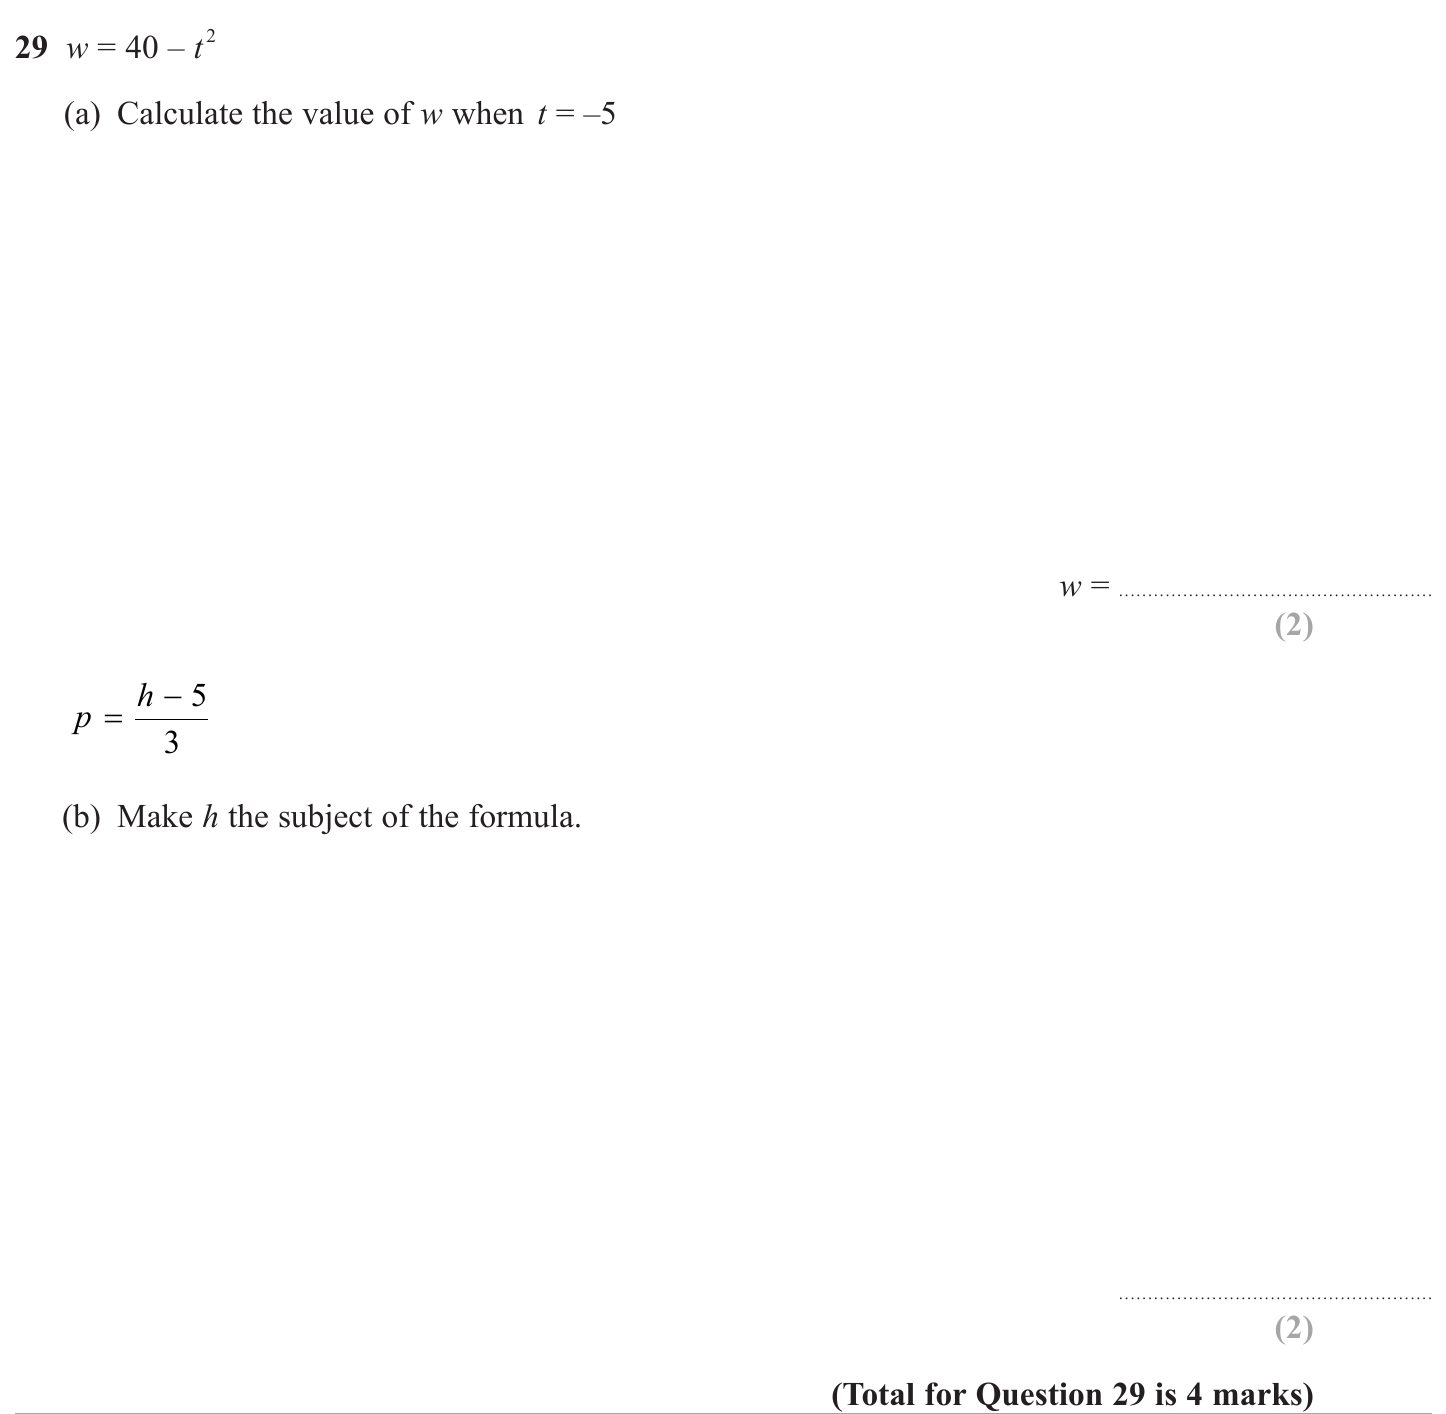 29 w = 40 – t²
(a) Calculate the value of w when t = –5
w = ......................................................
(2)
p = \frac{h − 5}{3}
(b) Make h the subject of the formula.
......................................................
(2)
(Total for Question 29 is 4 marks)